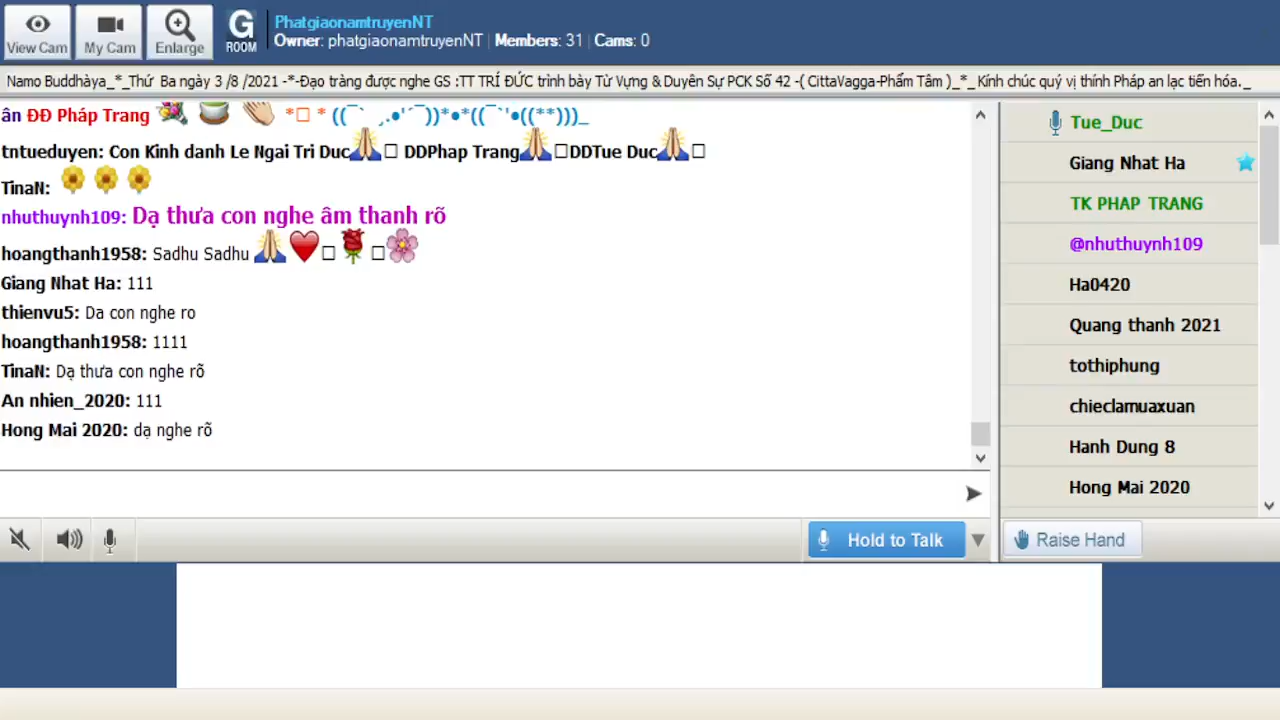 View Cam
My Cam
Enlarge
G
ROOM
PhatgiaonamtruyenNT
Owner: phatgiaonamtruyenNT | Members: 31 | Cams: 0
Namo Buddhàya_*_Thứ Ba ngày 3 /8 /2021 -*-Đạo tràng được nghe GS :TT TRÍ ĐỨC trình bày Từ Vựng & Duyên Sự PCK Số 42 -( CittaVagga-Phẩm Tâm )_*_Kính chúc quý vị thính Pháp an lạc tiến hóa._
ân ĐĐ Pháp Trang
tntueduyen: Con Kinh danh Le Ngai Tri Duc🙏 DDPhap Trang🙏 DDTue Duc🙏
TinaN:
nhuthuynh109: Dạ thưa con nghe âm thanh rõ
hoangthanh1958: Sadhu Sadhu 🙏❤🌹🌸
Giang Nhat Ha: 111
thienvu5: Da con nghe ro
hoangthanh1958: 1111
TinaN: Dạ thưa con nghe rõ
An nhien_2020: 111
Hong Mai 2020: dạ nghe rõ
Hold to Talk
Tue_Duc
Giang Nhat Ha
TK PHAP TRANG
@nhuthuynh109
Ha0420
Quang thanh 2021
tothiphung
chieclamuaxuan
Hanh Dung 8
Hong Mai 2020
Raise Hand